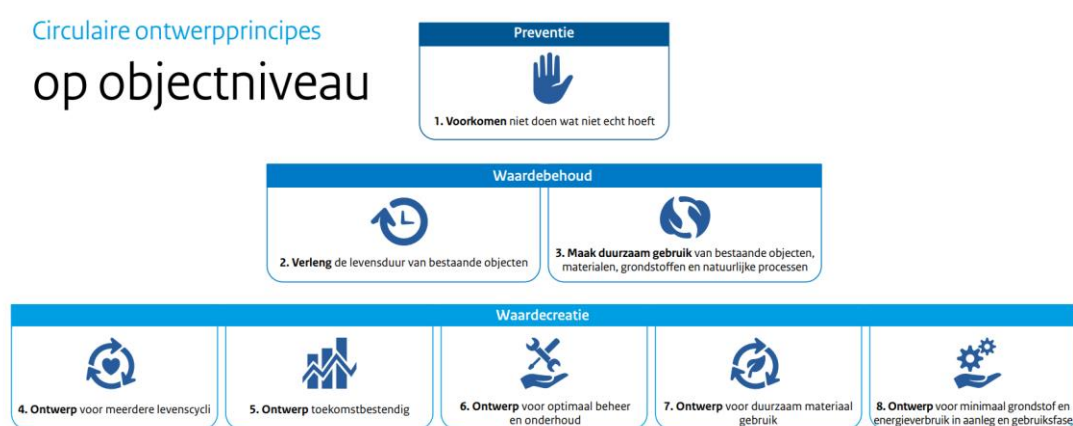 Circulaire ontwerpprincipes
op objectniveau
Preventie
1. Voorkomen niet doen wat niet echt hoeft
Waardebehoud
2. Verleng de levensduur van bestaande objecten
3. Maak duurzaam gebruik van bestaande objecten,
materialen, grondstoffen en natuurlijke processen
Waardecreatie
4. Ontwerp voor meerdere levenscycli
5. Ontwerp toekomstbestendig
6. Ontwerp voor optimaal beheer
en onderhoud
7. Ontwerp voor duurzaam materiaal
gebruik
8. Ontwerp voor minimaal grondstof en
energieverbruik in aanleg en gebruiksfase